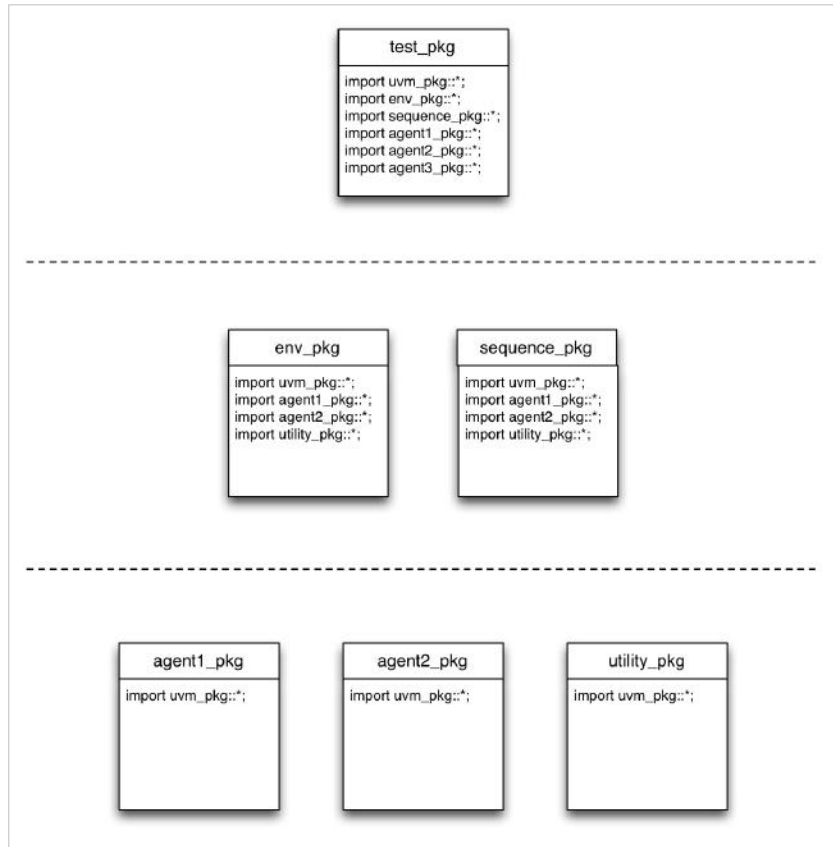 test_pkg
import uvm_pkg::*;
import env_pkg::*;
import sequence_pkg::*;
import agent1_pkg::*;
import agent2_pkg::*;
import agent3_pkg::*;
env_pkg
import uvm_pkg::*;
import agent1_pkg::*;
import agent2_pkg::*;
import utility_pkg::*;
sequence_pkg
import uvm_pkg::*;
import agent1_pkg::*;
import agent2_pkg::*;
import utility_pkg::*;
agent1_pkg
import uvm_pkg::*;
agent2_pkg
import uvm_pkg::*;
utility_pkg
import uvm_pkg::*;